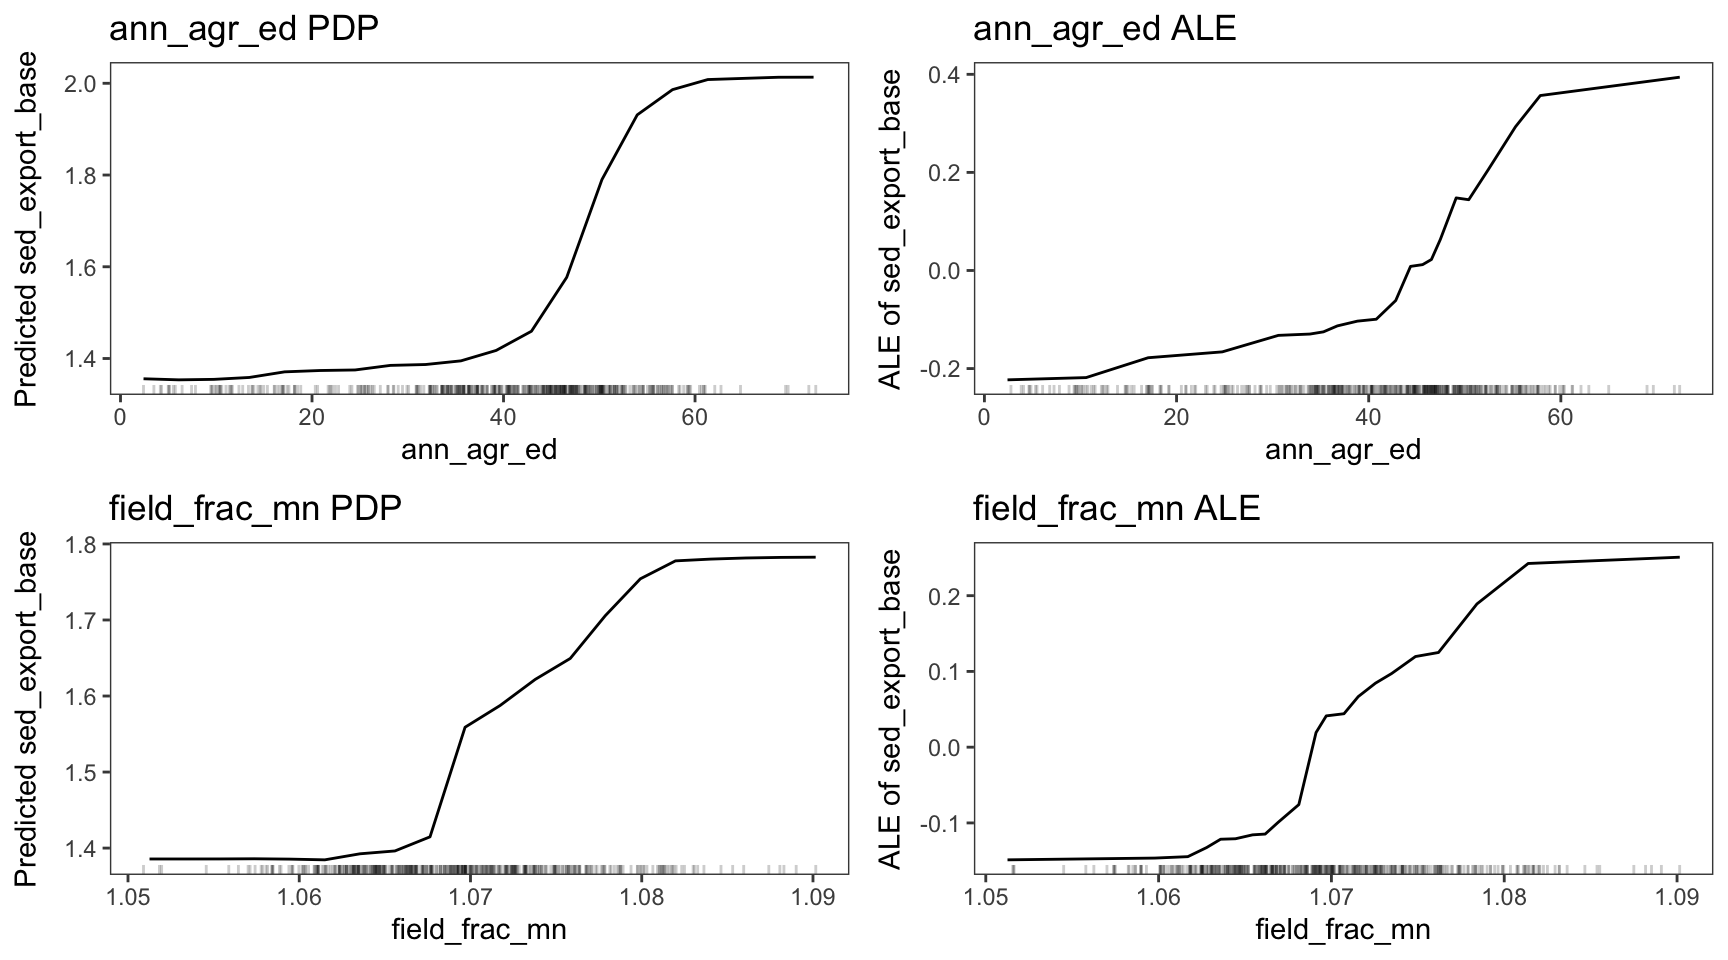 ann_agr_ed PDP
Predicted sed_export_base
2.0
1.8
1.6
1.4
0 20 40 60
ann_agr_ed
ann_agr_ed ALE
ALE of sed_export_base
0.4
0.2
0.0
-0.2
0 20 40 60
ann_agr_ed
field_frac_mn PDP
Predicted sed_export_base
1.8
1.7
1.6
1.5
1.4
1.05 1.06 1.07 1.08 1.09
field_frac_mn
field_frac_mn ALE
ALE of sed_export_base
0.2
0.1
0.0
-0.1
1.05 1.06 1.07 1.08 1.09
field_frac_mn